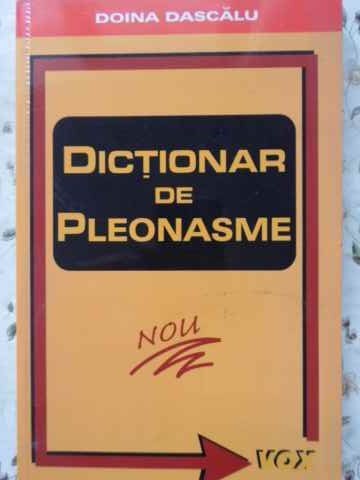 DOINA DASCĂLU
DICȚIONAR
DE
PLEONASME
NOU
VOX